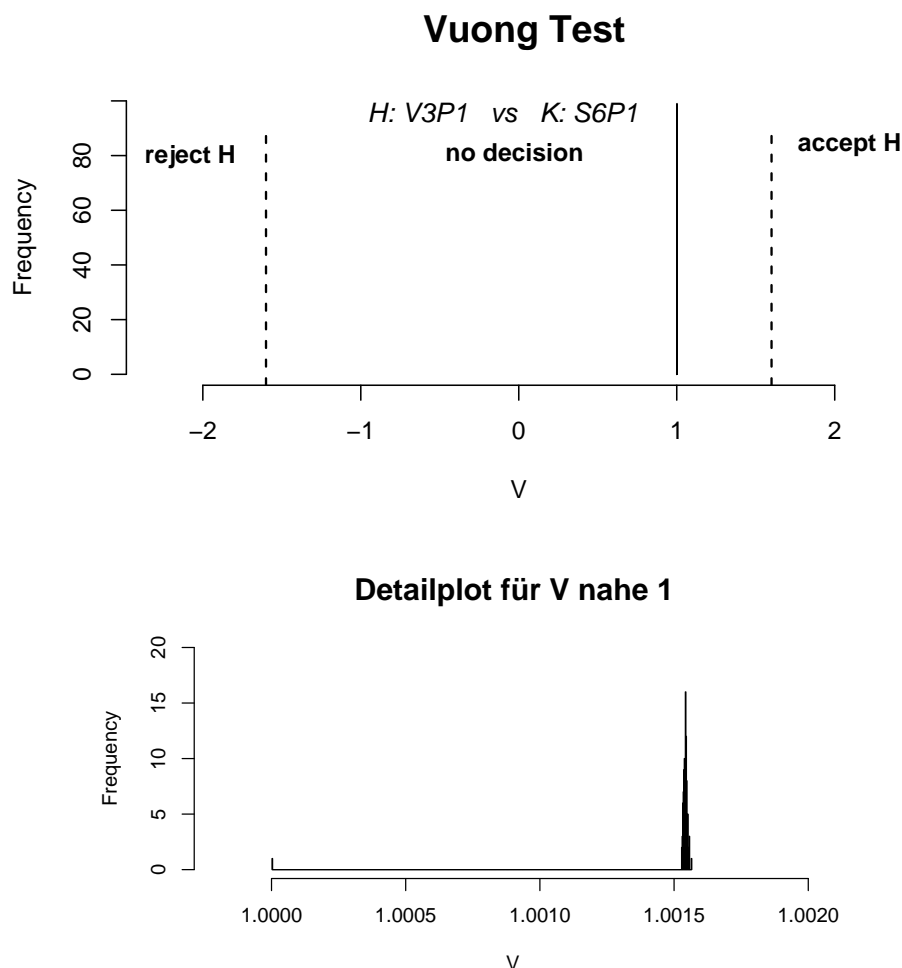 Vuong Test
H: V3P1 vs K: S6P1
reject H
no decision
accept H
Frequency
0
20
40
60
80
−2
−1
0
1
2
V
Detailplot für V nahe 1
Frequency
0
5
10
15
20
1.0000
1.0005
1.0010
1.0015
1.0020
V